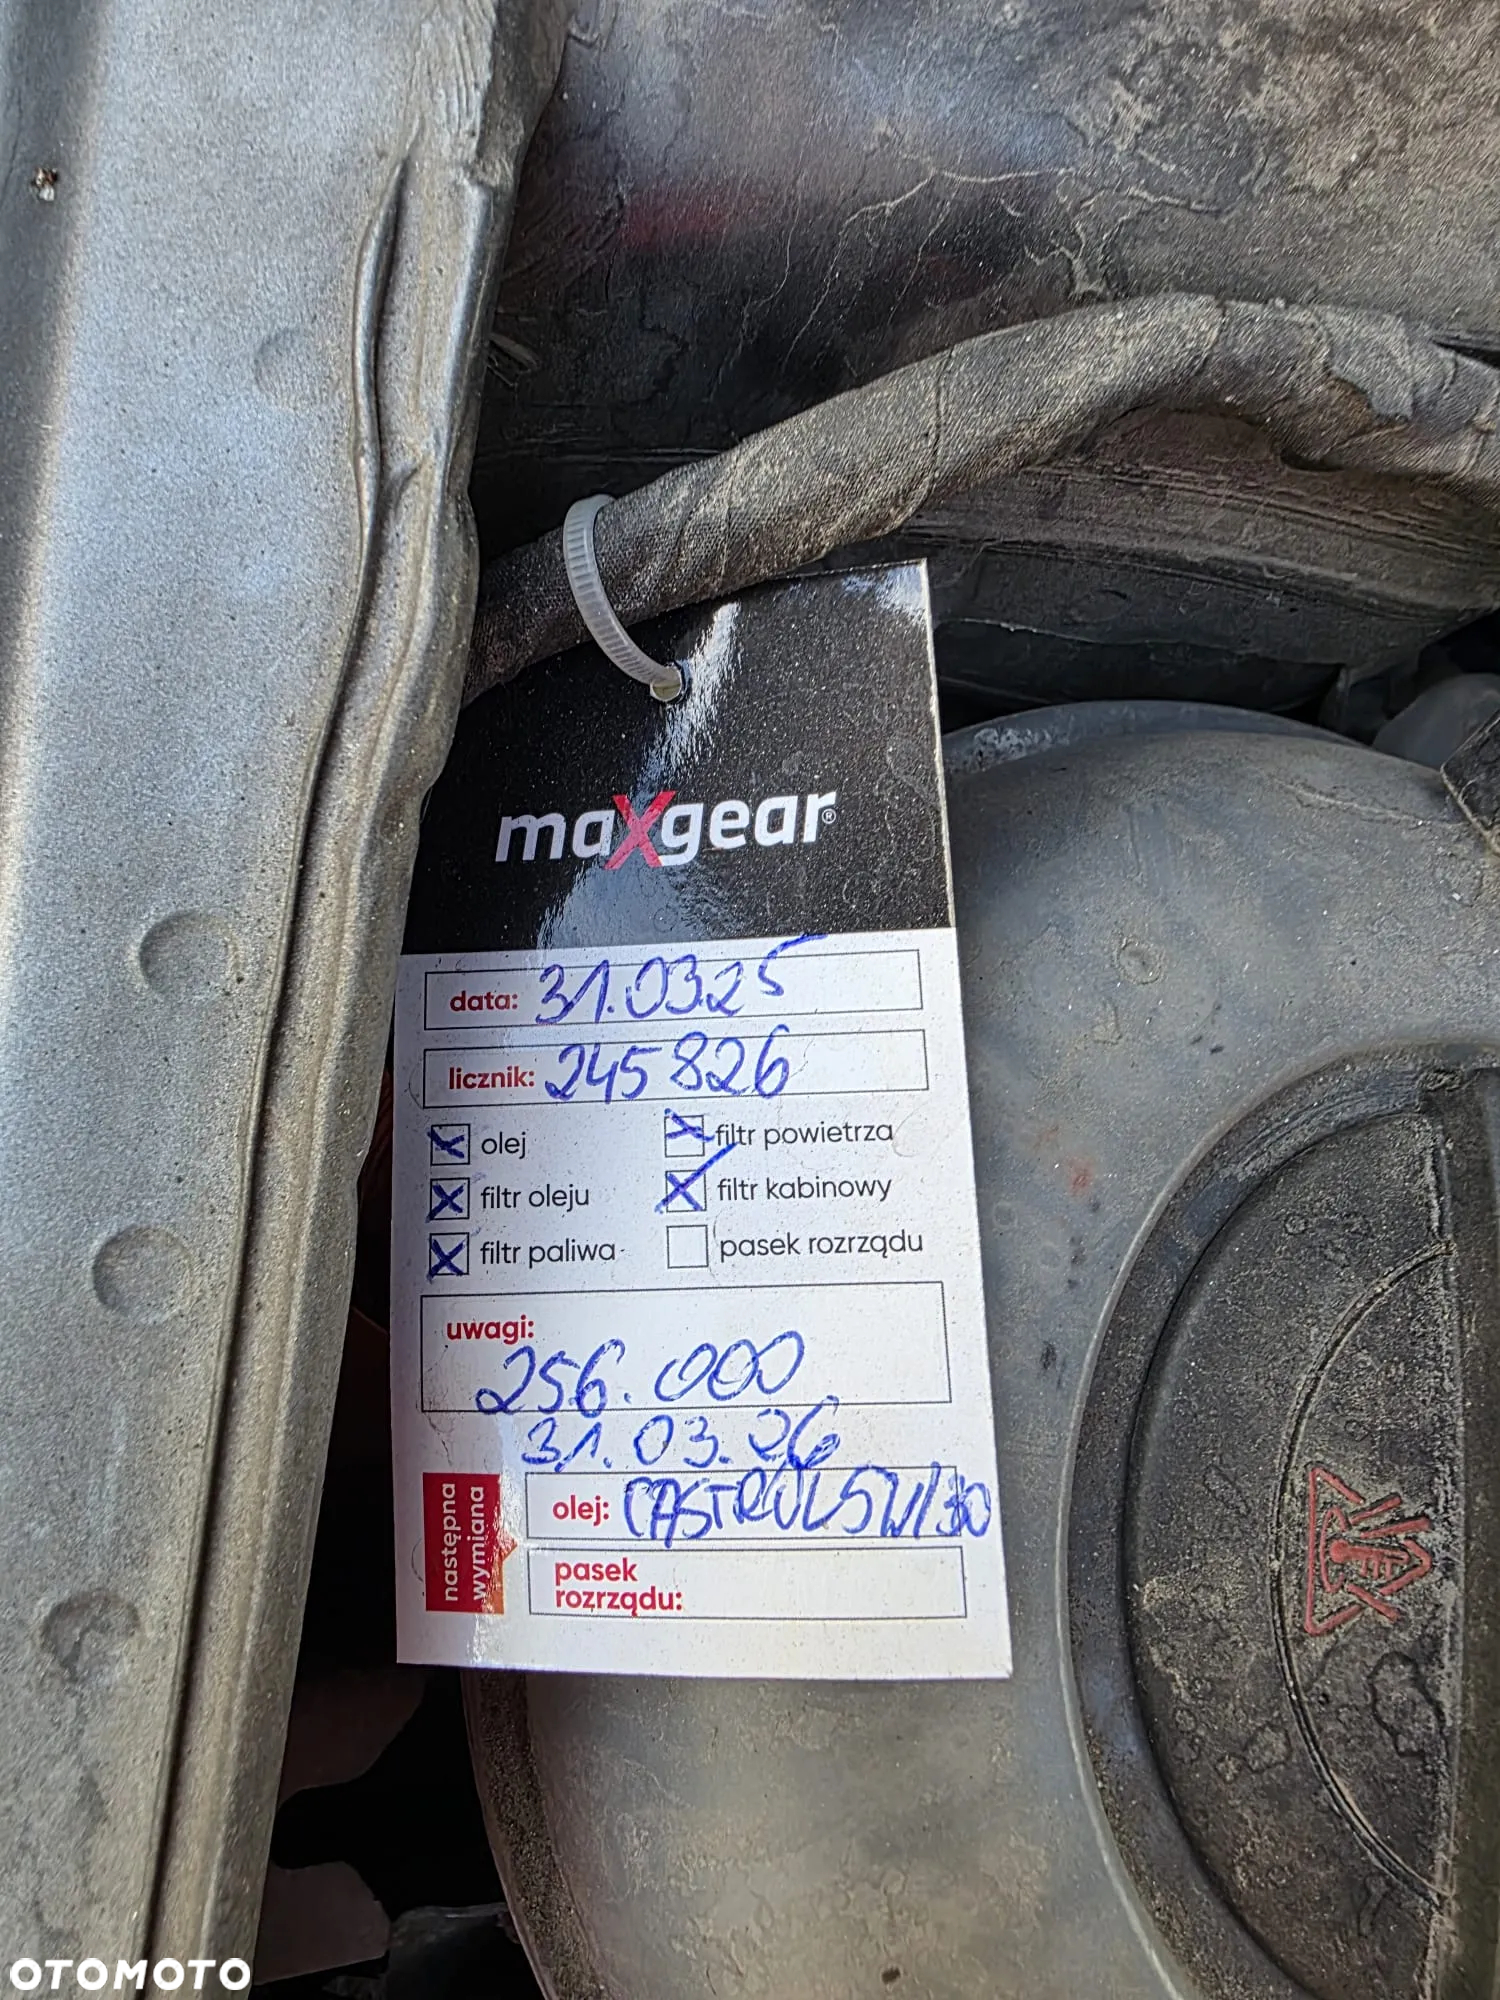 maxgear®
data: 31.03.25
licznik: 245826
olej
filtr powietrza
filtr oleju
filtr kabinowy
filtr paliwa
pasek rozrządu
uwagi:
256.000
31.03.26
następna
wymiana
olej: CASTROL 5W/30
pasek
rozrządu:
OTOMOTO